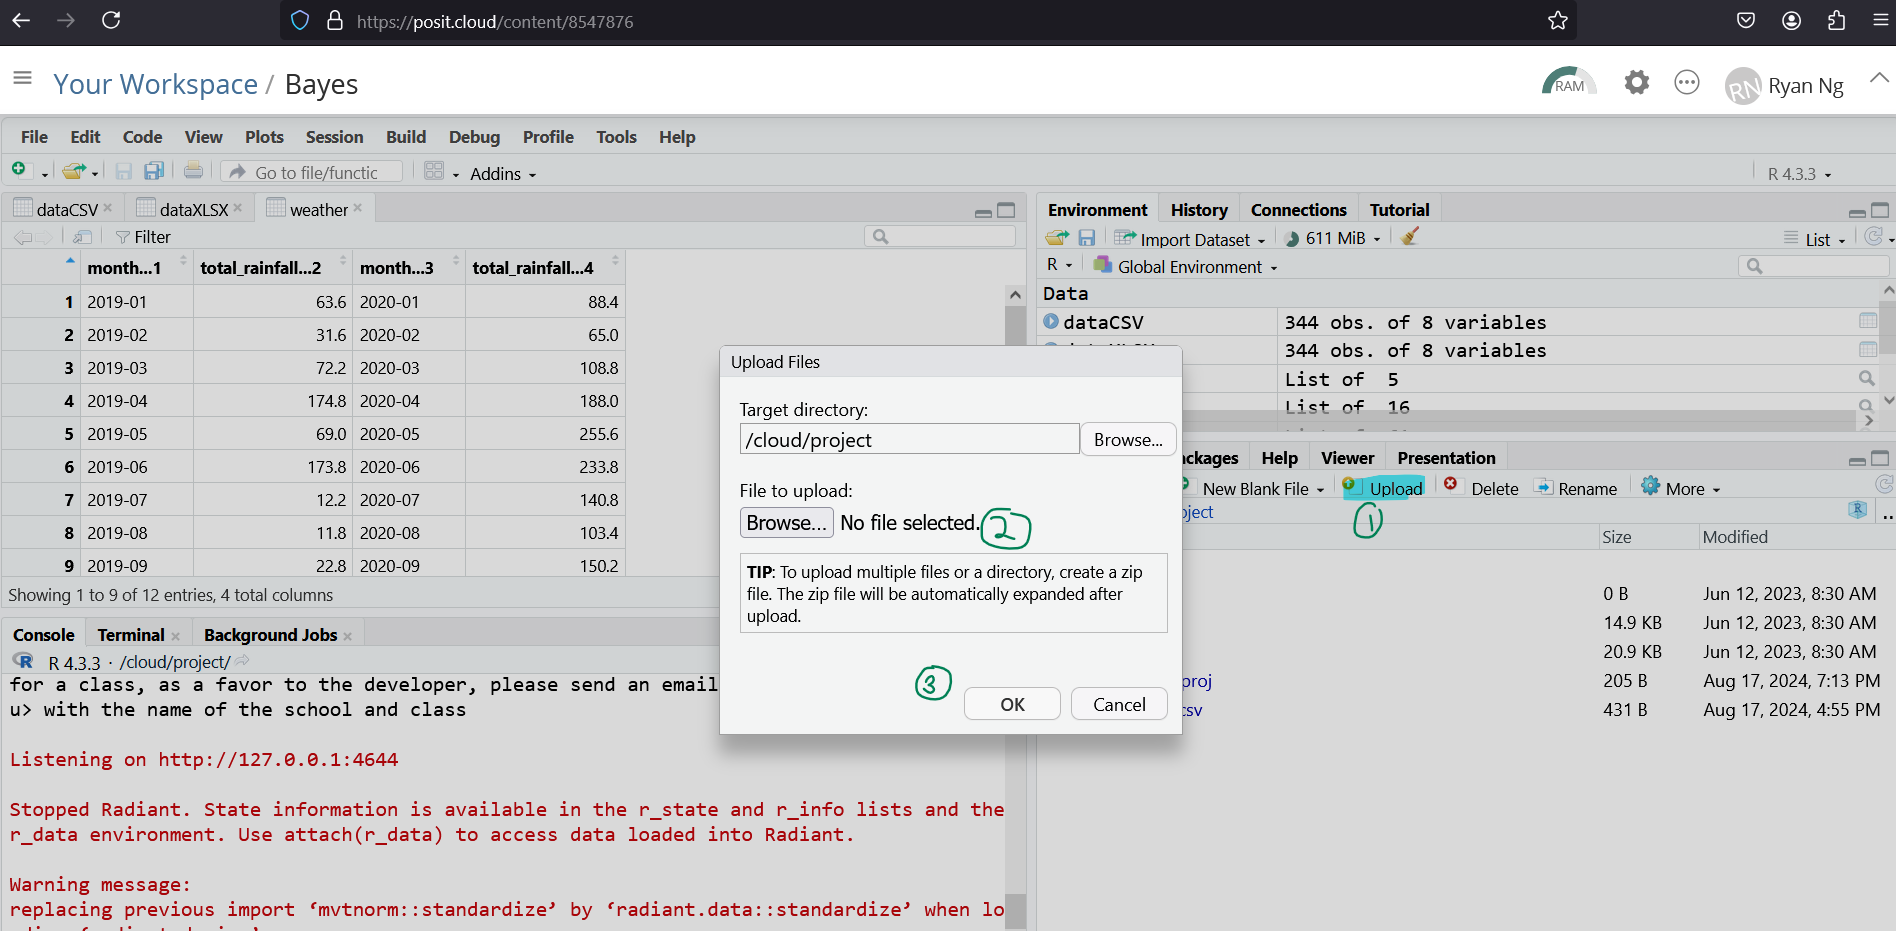 https://posit.cloud/content/8547876
Your Workspace / Bayes
RAM
RN Ryan Ng
File Edit Code View Plots Session Build Debug Profile Tools Help
Go to file/functic Addins R 4.3.3
dataCSV dataXLSX weather
Filter
month...1 total_rainfall...2 month...3 total_rainfall...4
1 2019-01 63.6 2020-01 88.4
2 2019-02 31.6 2020-02 65.0
3 2019-03 72.2 2020-03 108.8
4 2019-04 174.8 2020-04 188.0
5 2019-05 69.0 2020-05 255.6
6 2019-06 173.8 2020-06 233.8
7 2019-07 12.2 2020-07 140.8
8 2019-08 11.8 2020-08 103.4
9 2019-09 22.8 2020-09 150.2
Showing 1 to 9 of 12 entries, 4 total columns
Console Terminal Background Jobs
R R 4.3.3 · /cloud/project/
for a class, as a favor to the developer, please send an email
u> with the name of the school and class
Listening on http://127.0.0.1:4644
Stopped Radiant. State information is available in the r_state and r_info lists and the
r_data environment. Use attach(r_data) to access data loaded into Radiant.
Warning message:
replacing previous import ‘mvtnorm::standardize’ by ‘radiant.data::standardize’ when lo
Environment History Connections Tutorial
Import Dataset 611 MiB List
R Global Environment
Data
dataCSV 344 obs. of 8 variables
344 obs. of 8 variables
List of 5
List of 16
ckages Help Viewer Presentation
New Blank File Upload Delete Rename More
oject 1 R
Size Modified
0 B Jun 12, 2023, 8:30 AM
14.9 KB Jun 12, 2023, 8:30 AM
20.9 KB Jun 12, 2023, 8:30 AM
proj 205 B Aug 17, 2024, 7:13 PM
csv 431 B Aug 17, 2024, 4:55 PM
Upload Files
Target directory:
/cloud/project Browse...
File to upload:
Browse... No file selected. 2
TIP: To upload multiple files or a directory, create a zip
file. The zip file will be automatically expanded after
upload.
3
OK Cancel